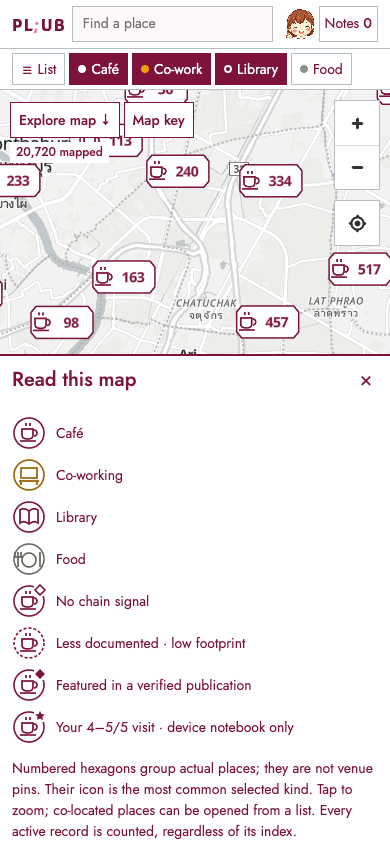 PL;UB
Find a place
Notes 0
≡ List
Café
Co-work
Library
Food
Explore map ↓
Map key
113
20,720 mapped
240
334
233
163
517
CHATUCHAK
จตุจักร
LAT PHRAO
ลาดพร้าว
98
457
Read this map
×
Café
Co-working
Library
Food
No chain signal
Less documented · low footprint
Featured in a verified publication
Your 4–5/5 visit · device notebook only
Numbered hexagons group actual places; they are not venue
pins. Their icon is the most common selected kind. Tap to
zoom; co-located places can be opened from a list. Every
active record is counted, regardless of its index.